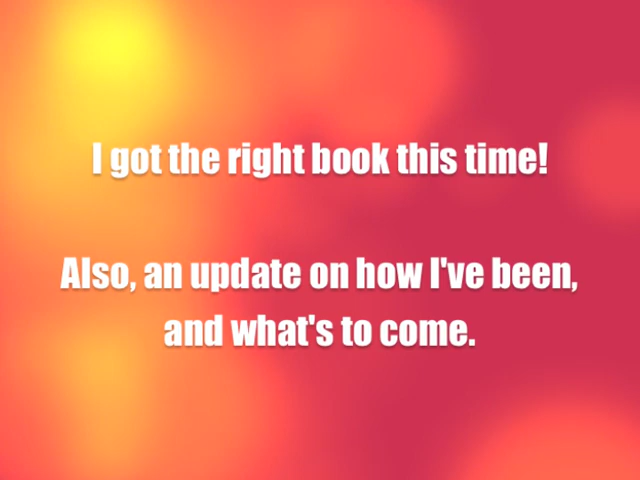 I got the right book this time!
Also, an update on how I've been,
and what's to come.